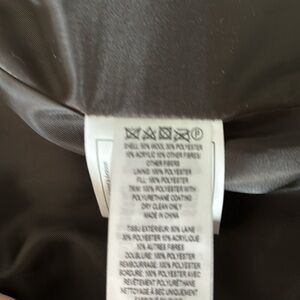 SHELL: 50% WOOL 30% POLYESTER
10% ACRYLIC 10% OTHER FIBRES/
OTHER FIBERS
LINING: 100% POLYESTER
FILL: 100% POLYESTER
TRIM: 100% POLYESTER WITH
POLYURETHANE COATING
DRY CLEAN ONLY
MADE IN CHINA
TISSU EXTÉRIEUR: 50% LAINE
30% POLYESTER 10% ACRYLIQUE
10% AUTRES FIBRES
DOUBLURE: 100% POLYESTER
REMBOURRAGE: 100% POLYESTER
BORDURE: 100% POLYESTER AVEC
REVÊTEMENT POLYURÉTHANE
NETTOYAGE À SEC UNIQUEMENT